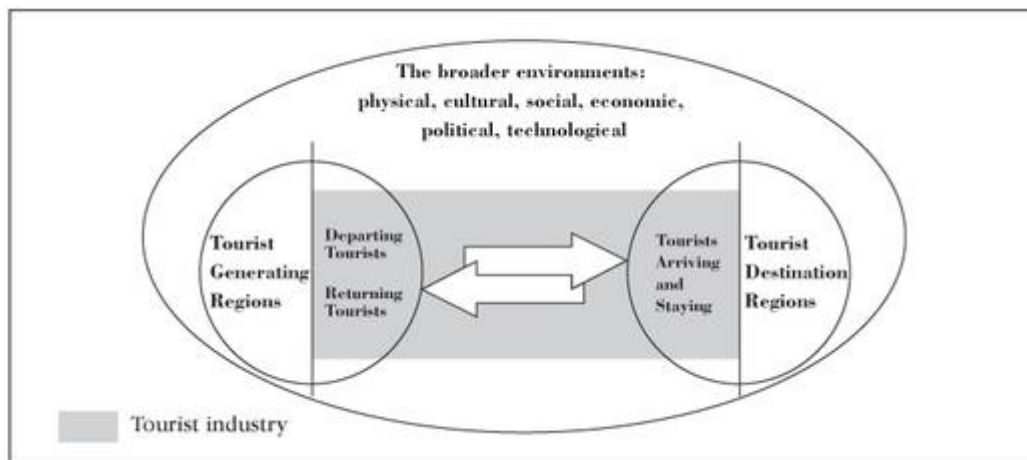 The broader environments:
physical, cultural, social, economic,
political, technological
Tourist
Generating
Regions
Departing
Tourists
Returning
Tourists
Tourists
Arriving
and
Staying
Tourist
Destination
Regions
Tourist industry